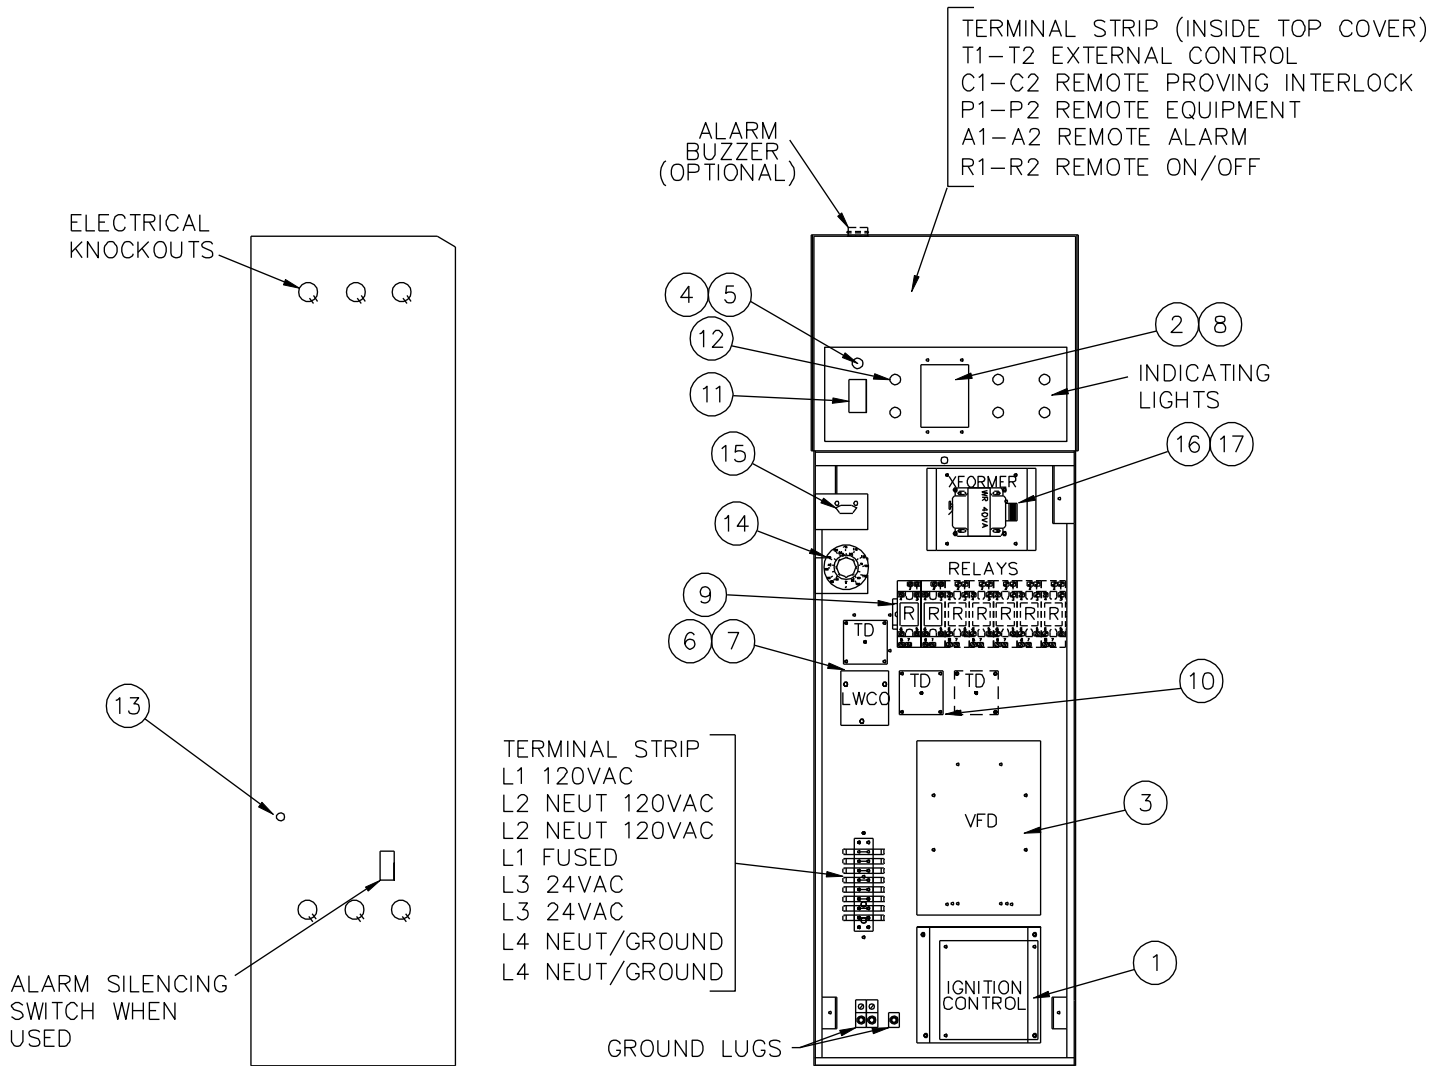 TERMINAL STRIP (INSIDE TOP COVER)
T1-T2 EXTERNAL CONTROL
C1-C2 REMOTE PROVING INTERLOCK
P1-P2 REMOTE EQUIPMENT
A1-A2 REMOTE ALARM
R1-R2 REMOTE ON/OFF
ALARM
BUZZER
(OPTIONAL)
ELECTRICAL
KNOCKOUTS
4 5
12
11
2 8
INDICATING
LIGHTS
16 17
15
XFORMER
WR 40VA
14
RELAYS
9
R R R R R R R
6 7
TD
LWCO
TD
TD
10
13
TERMINAL STRIP
L1 120VAC
L2 NEUT 120VAC
L2 NEUT 120VAC
L1 FUSED
L3 24VAC
L3 24VAC
L4 NEUT/GROUND
L4 NEUT/GROUND
VFD
3
ALARM SILENCING
SWITCH WHEN
USED
IGNITION
CONTROL
1
GROUND LUGS